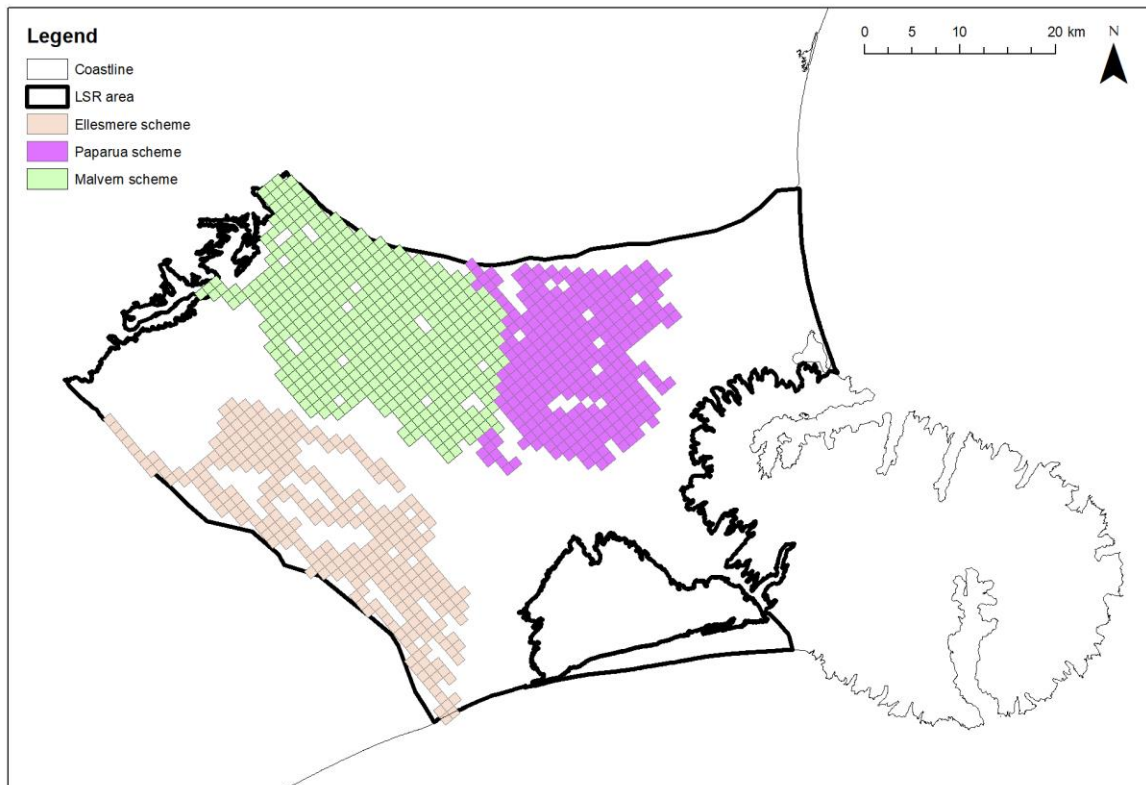 Legend
Coastline
LSR area
Ellesmere scheme
Paparua scheme
Malvern scheme
0 5 10 20 km
N